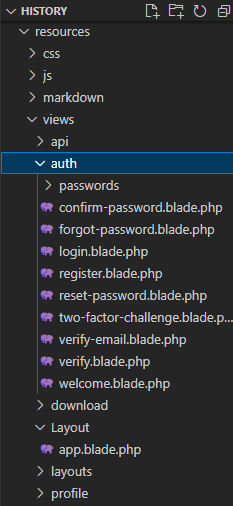 HISTORY
resources
css
js
markdown
views
api
auth
passwords
confirm-password.blade.php
forgot-password.blade.php
login.blade.php
register.blade.php
reset-password.blade.php
two-factor-challenge.blade.p...
verify-email.blade.php
verify.blade.php
welcome.blade.php
download
Layout
app.blade.php
layouts
profile